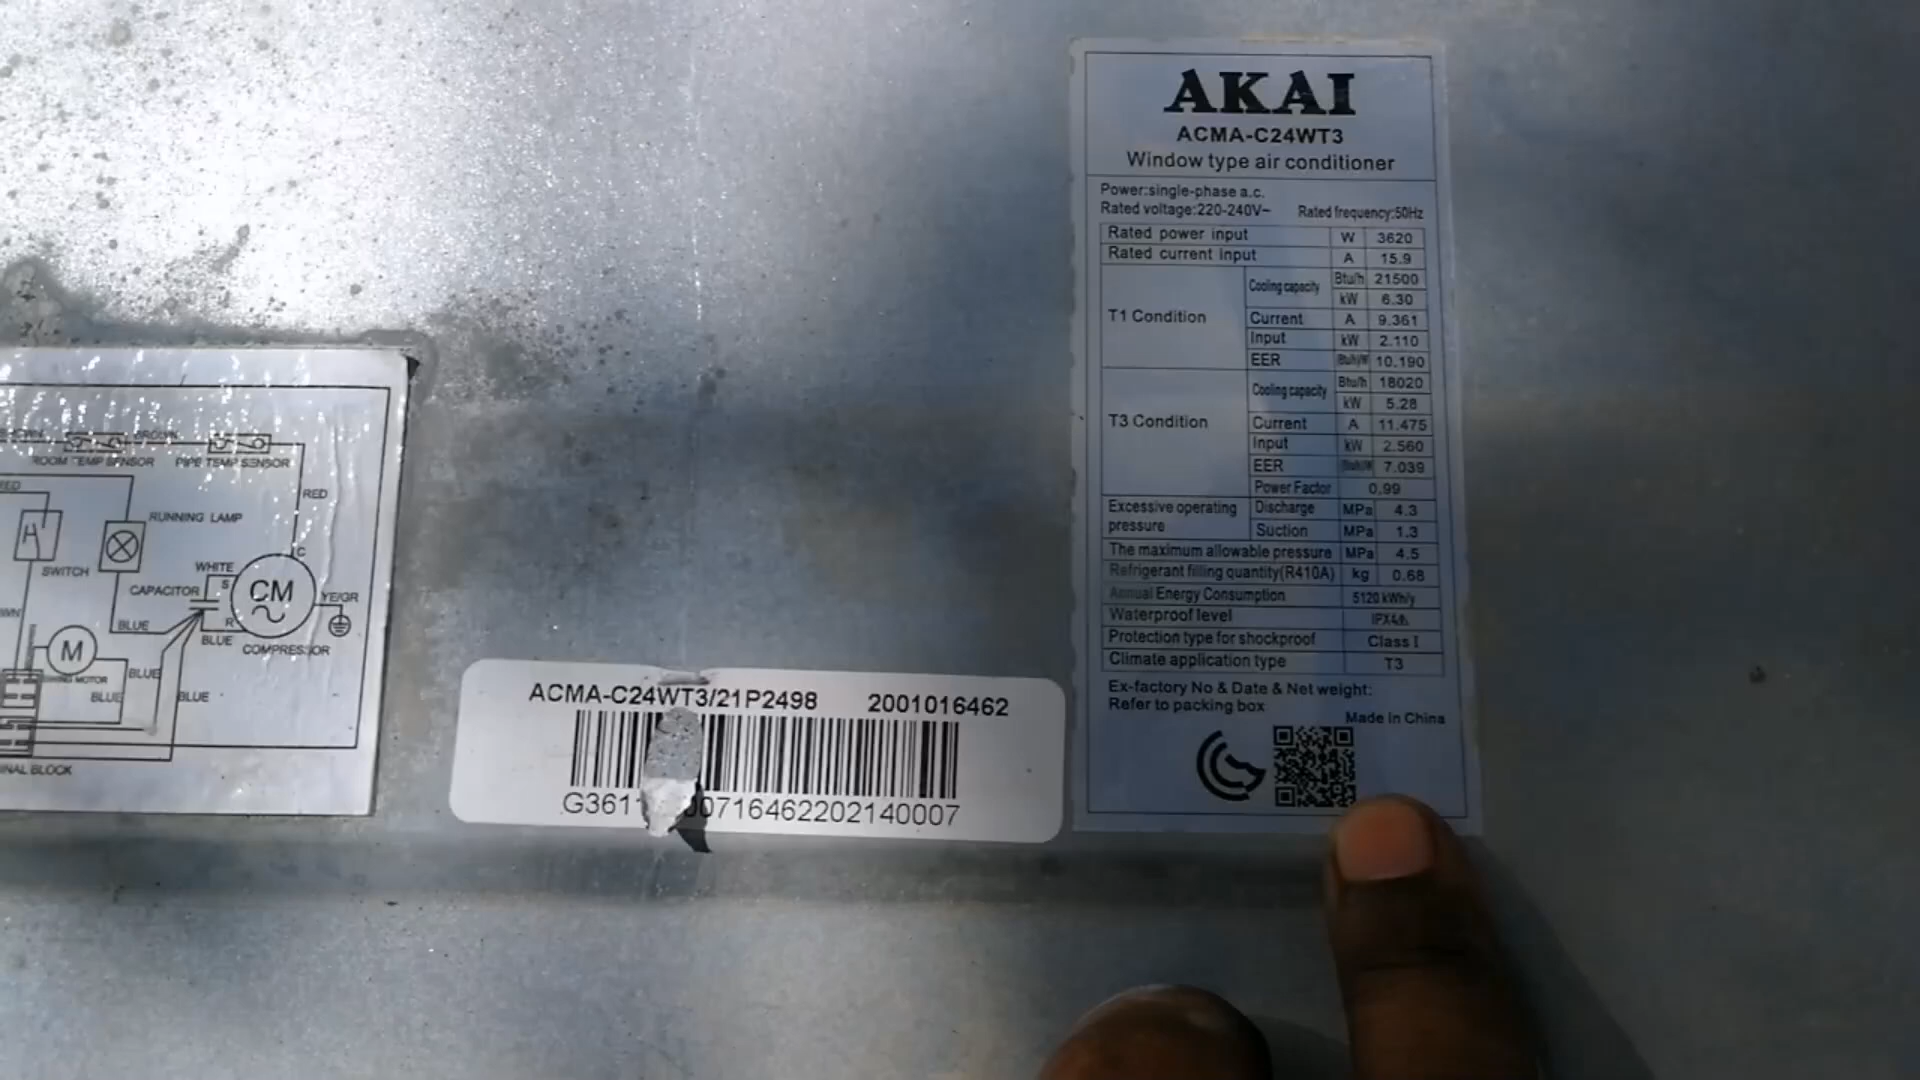 AKAI
ACMA-C24WT3
Window type air conditioner
Power:single-phase a.c.
Rated voltage:220-240V~ Rated frequency:50Hz
Rated power input W 3620
Rated current input A 15.9
T1 Condition
Cooling capacity Btu/h 21500
kW 6.30
Current A 9.361
Input kW 2.110
EER Btu/h/W 10.190
T3 Condition
Cooling capacity Btu/h 18020
kW 5.28
Current A 11.475
Input kW 2.560
EER Btu/h/W 7.039
Power Factor 0.99
Excessive operating pressure
Discharge MPa 4.3
Suction MPa 1.3
The maximum allowable pressure MPa 4.5
Refrigerant filling quantity(R410A) kg 0.68
Annual Energy Consumption 5120 kWh/y
Waterproof level
Protection type for shockproof Class I
Climate application type T3
Ex-factory No & Date & Net weight:
Refer to packing box
Made in China
ACMA-C24WT3/21P2498 2001016462
G361 00716462202140007
BROWN
ROOM TEMP SENSOR PIPE TEMP SENSOR
RED
RED
RUNNING LAMP
SWITCH
WHITE
C
S
CAPACITOR
CM
YE/GR
R
BLUE
BLUE
COMPRESSOR
M
BLUE
MOTOR
BLUE
BLUE
BLOCK